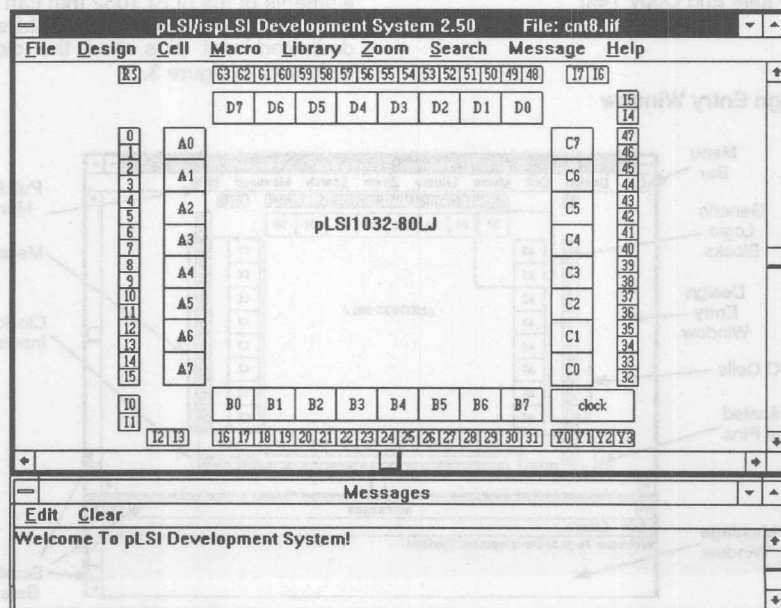 pLSI/ispLSI Development System 2.50 File: cnt8.lif
File Design Cell Macro Library Zoom Search Message Help
RS 63 62 61 60 59 58 57 56 55 54 53 52 51 50 49 48 I7 I6
D7 D6 D5 D4 D3 D2 D1 D0
I5
I4
0
1
2
3
4
5
6
7
8
9
10
11
12
13
14
15
A0
A1
A2
A3
A4
A5
A6
A7
pLSI1032-80LJ
C7
C6
C5
C4
C3
C2
C1
C0
47
46
45
44
43
42
41
40
39
38
37
36
35
34
33
32
I0
I1
B0 B1 B2 B3 B4 B5 B6 B7 clock
I2 I3 16 17 18 19 20 21 22 23 24 25 26 27 28 29 30 31 Y0 Y1 Y2 Y3
Messages
Edit Clear
Welcome To pLSI Development System!